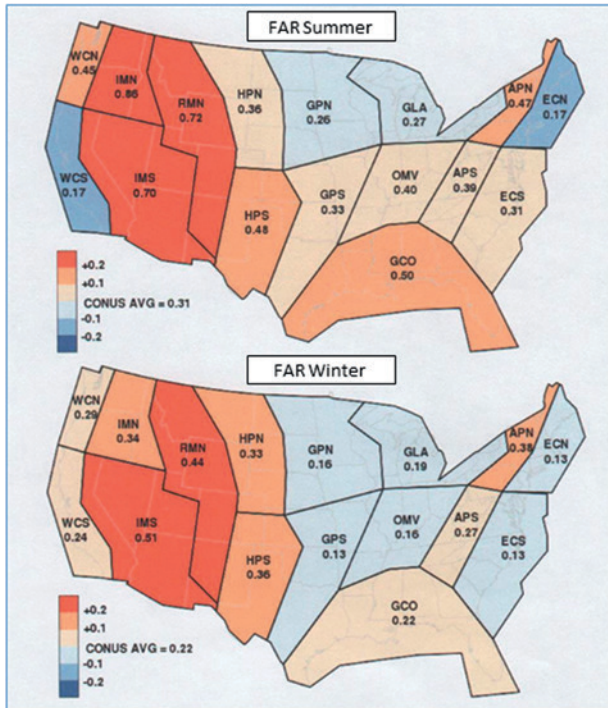 FAR Summer
WCN
0.45
IMN
0.86
RMN
0.72
HPN
0.36
GPN
0.26
GLA
0.27
APN
0.47
ECN
0.17
WCS
0.17
IMS
0.70
HPS
0.48
GPS
0.33
OMV
0.40
APS
0.39
ECS
0.31
GCO
0.50
+0.2
+0.1
CONUS AVG = 0.31
-0.1
-0.2
FAR Winter
WCN
0.29
IMN
0.34
RMN
0.44
HPN
0.33
GPN
0.16
GLA
0.19
APN
0.38
ECN
0.13
WCS
0.24
IMS
0.51
HPS
0.36
GPS
0.13
OMV
0.16
APS
0.27
ECS
0.13
GCO
0.22
+0.2
+0.1
CONUS AVG = 0.22
-0.1
-0.2